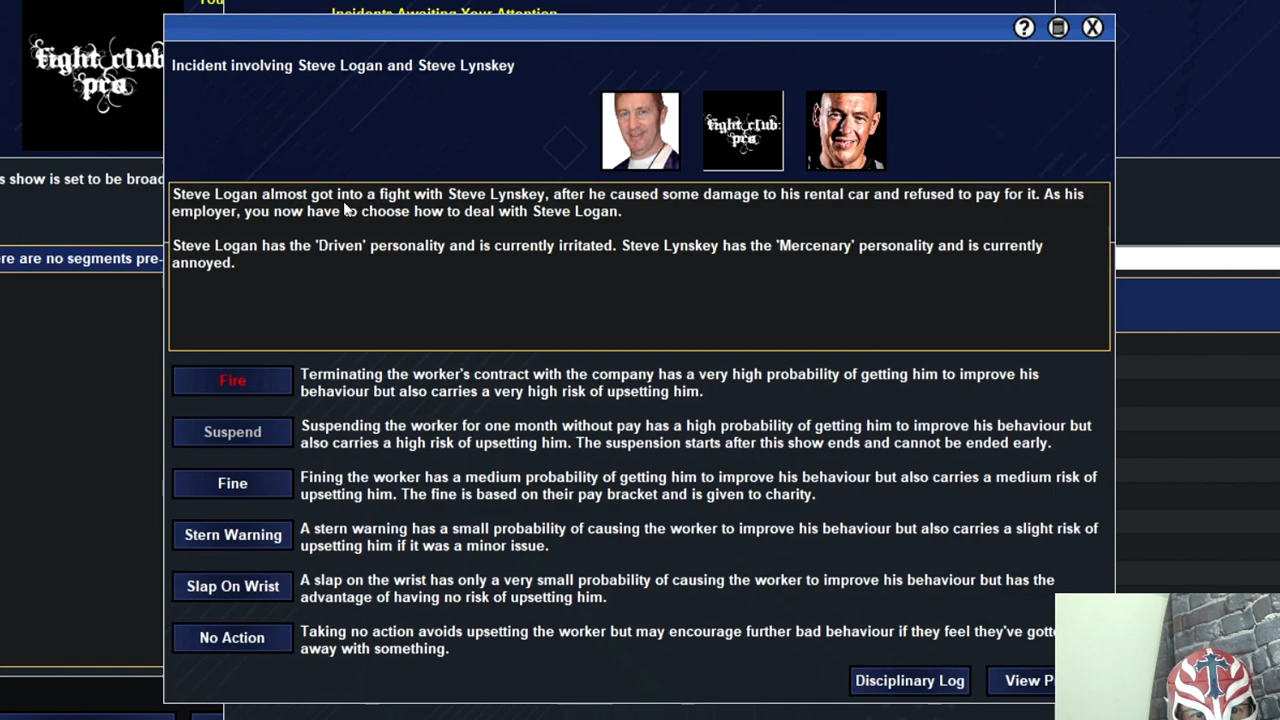 You
Incidents Awaiting Your Attention
fight club
pro
Incident involving Steve Logan and Steve Lynskey
fight club:
pro
s show is set to be broad
Steve Logan almost got into a fight with Steve Lynskey, after he caused some damage to his rental car and refused to pay for it. As his
employer, you now have to choose how to deal with Steve Logan.
ere are no segments pre-
Steve Logan has the 'Driven' personality and is currently irritated. Steve Lynskey has the 'Mercenary' personality and is currently
annoyed.
Fire
Terminating the worker's contract with the company has a very high probability of getting him to improve his
behaviour but also carries a very high risk of upsetting him.
Suspend
Suspending the worker for one month without pay has a high probability of getting him to improve his behaviour but
also carries a high risk of upsetting him. The suspension starts after this show ends and cannot be ended early.
Fine
Fining the worker has a medium probability of getting him to improve his behaviour but also carries a medium risk of
upsetting him. The fine is based on their pay bracket and is given to charity.
Stern Warning
A stern warning has a small probability of causing the worker to improve his behaviour but also carries a slight risk of
upsetting him if it was a minor issue.
Slap On Wrist
A slap on the wrist has only a very small probability of causing the worker to improve his behaviour but has the
advantage of having no risk of upsetting him.
No Action
Taking no action avoids upsetting the worker but may encourage further bad behaviour if they feel they've gotte
away with something.
Disciplinary Log
View P